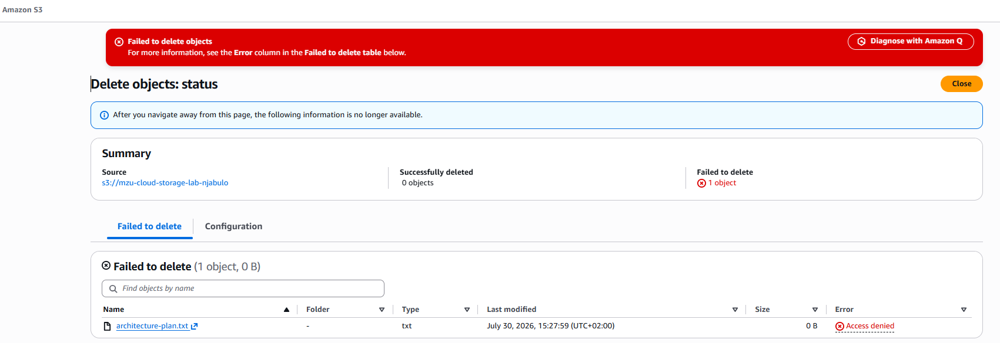 Amazon S3
Failed to delete objects
For more information, see the Error column in the Failed to delete table below.
Diagnose with Amazon Q
Delete objects: status
Close
After you navigate away from this page, the following information is no longer available.
Summary
Source
s3://mzu-cloud-storage-lab-njabulo
Successfully deleted
0 objects
Failed to delete
1 object
Failed to delete
Configuration
Failed to delete (1 object, 0 B)
Find objects by name
Name Folder Type Last modified Size Error
architecture-plan.txt - txt July 30, 2026, 15:27:59 (UTC+02:00) 0 B Access denied